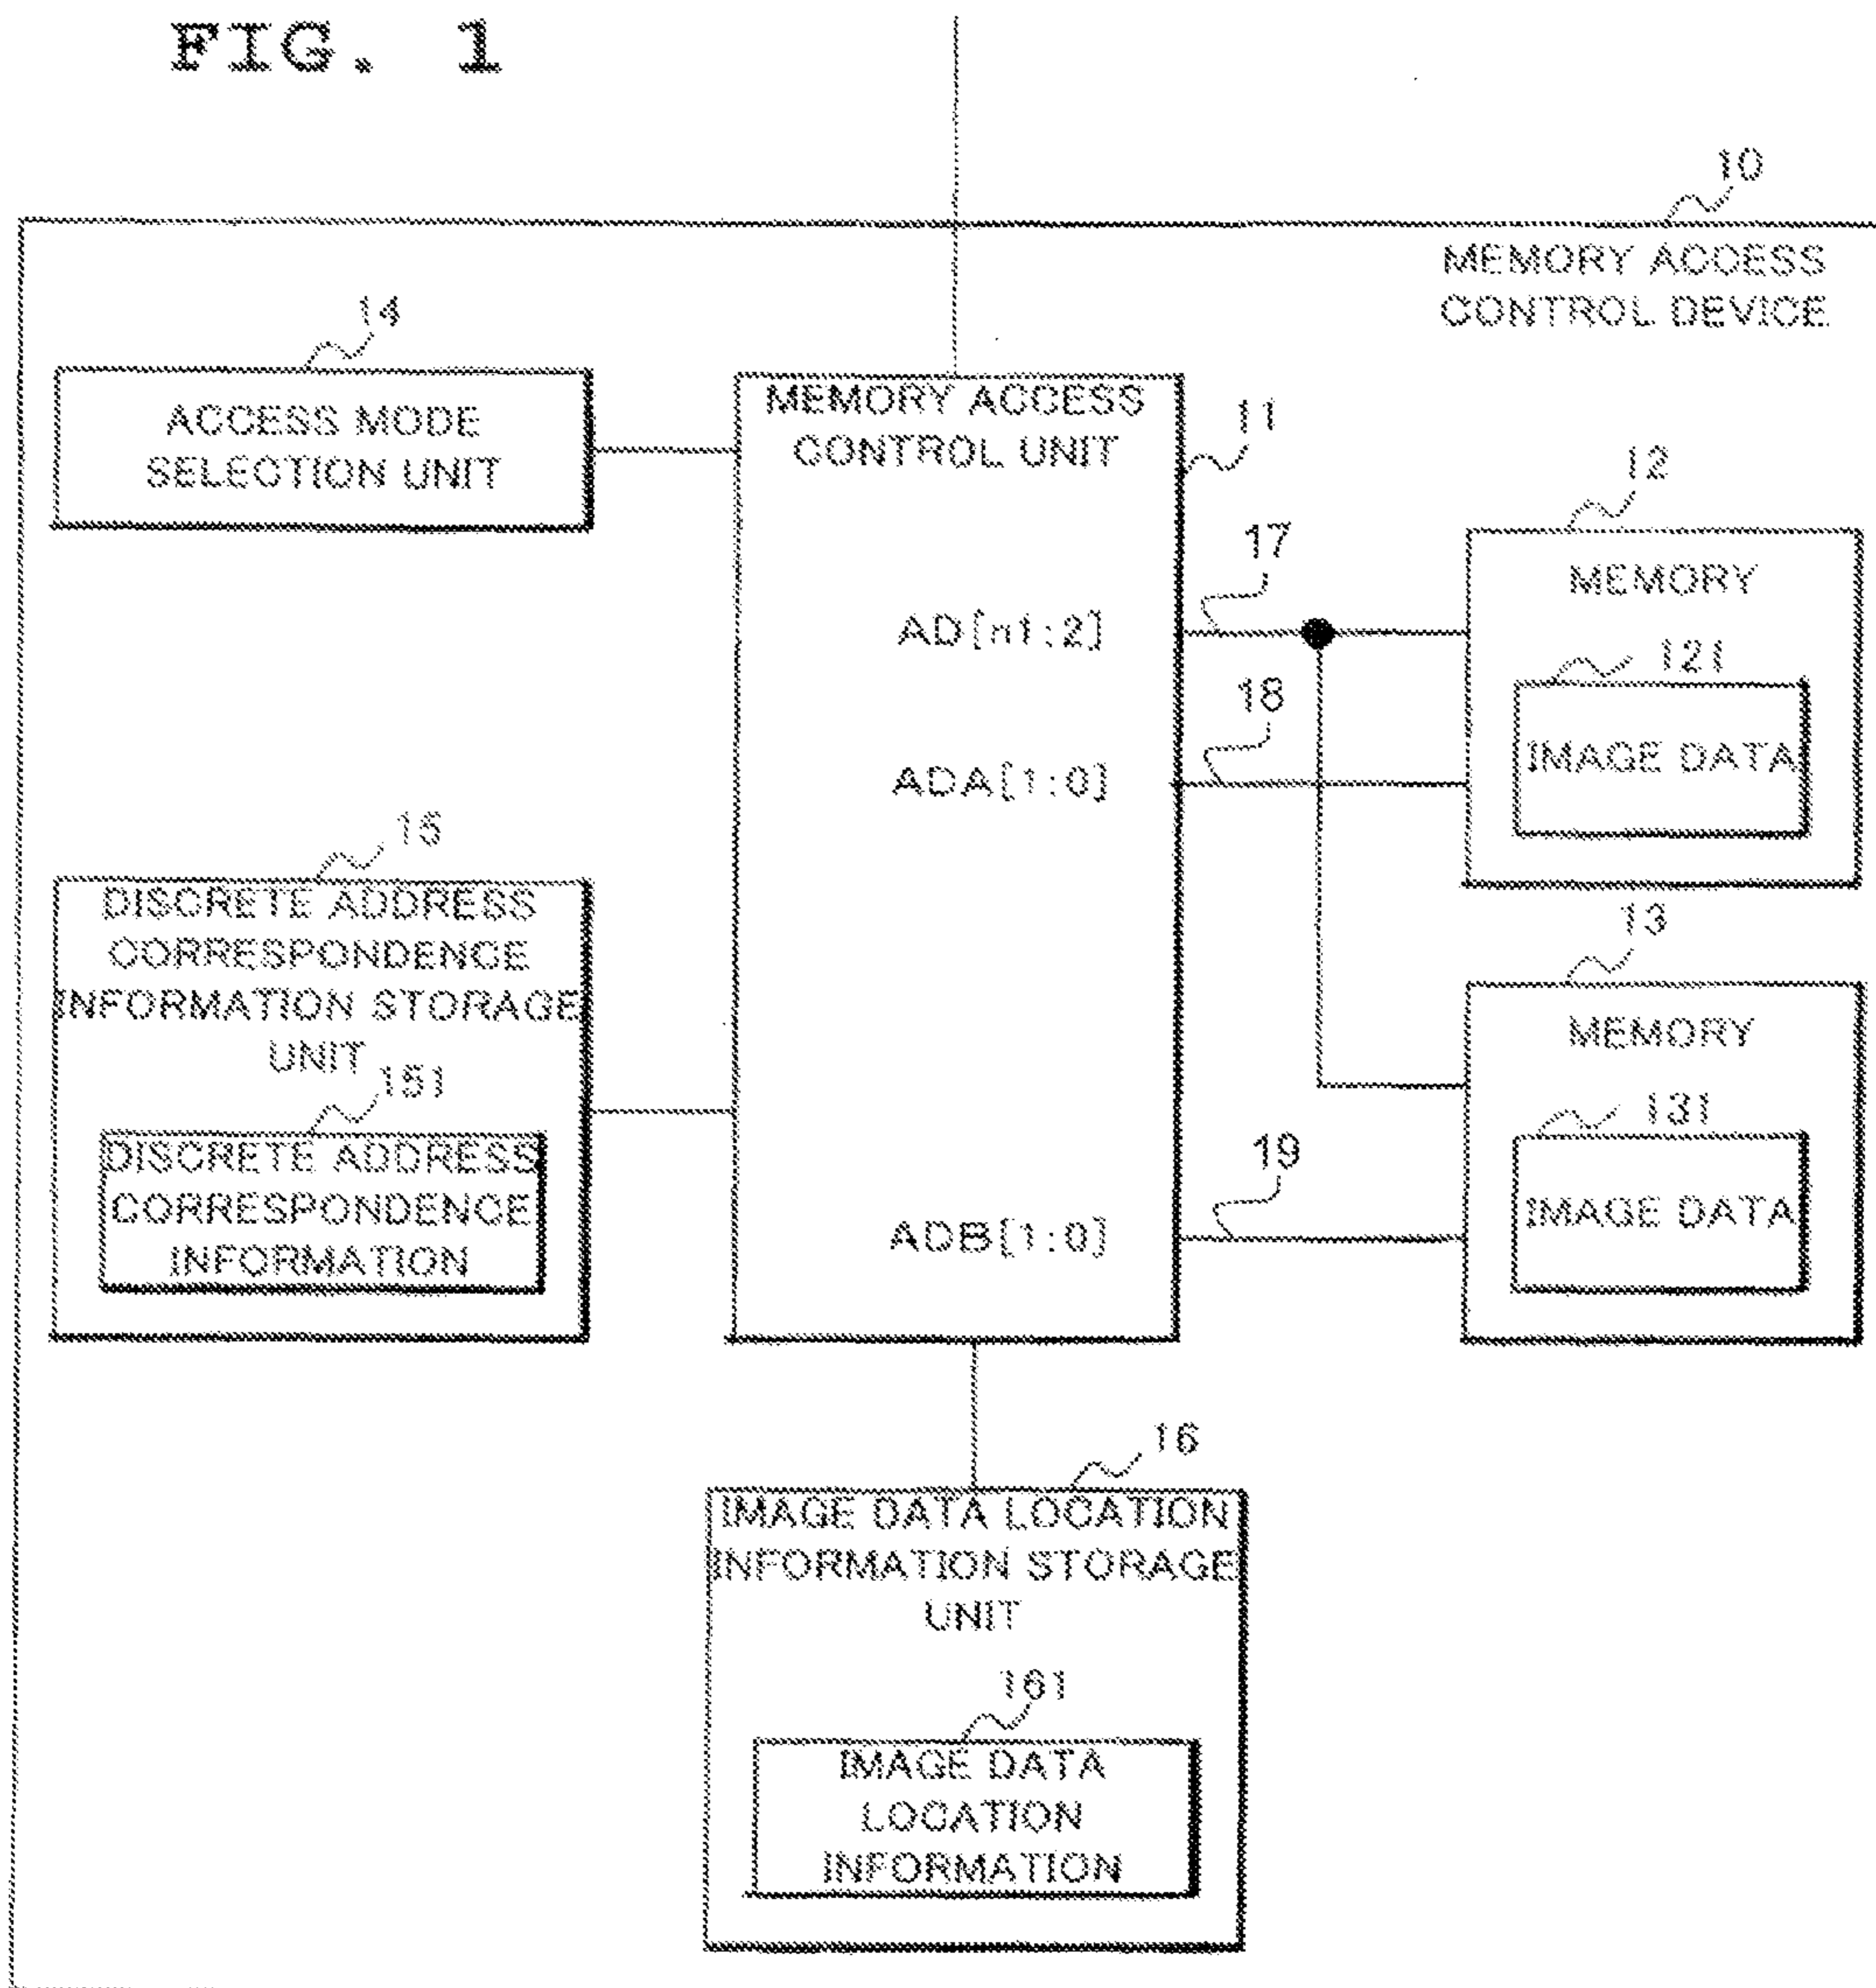 FIG. 1
10
MEMORY ACCESS
CONTROL DEVICE
14
ACCESS MODE
SELECTION UNIT
MEMORY ACCESS
CONTROL UNIT
11
12
MEMORY
17
AD[n1:2]
121
IMAGE DATA
18
ADA[1:0]
15
DISCRETE ADDRESS
CORRESPONDENCE
INFORMATION STORAGE
UNIT
151
DISCRETE ADDRESS
CORRESPONDENCE
INFORMATION
13
MEMORY
131
IMAGE DATA
19
ADB[1:0]
16
IMAGE DATA LOCATION
INFORMATION STORAGE
UNIT
161
IMAGE DATA
LOCATION
INFORMATION